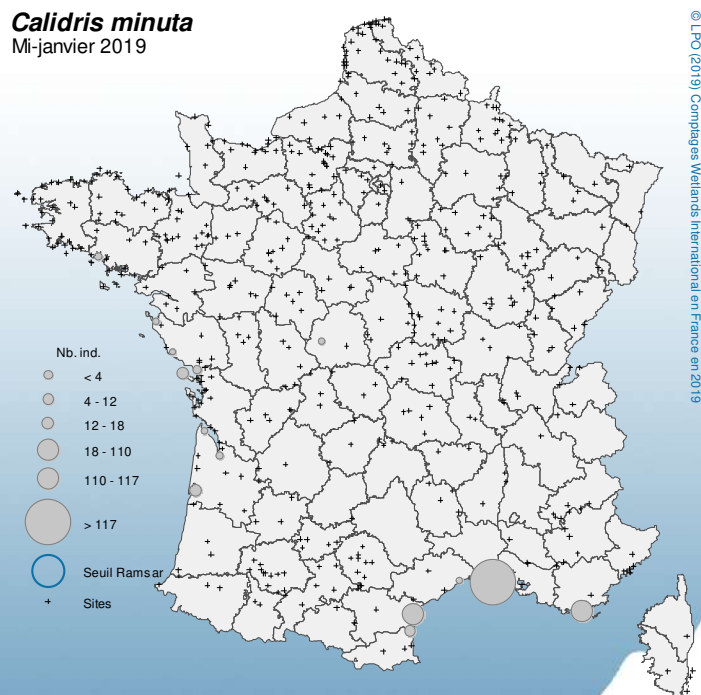 Calidris minuta
Mi-janvier 2019
Nb. ind.
< 4
4 - 12
12 - 18
18 - 110
110 - 117
> 117
Seuil Ramsar
Sites
© LPO (2019) Comptages Wetlands International en France en 2019